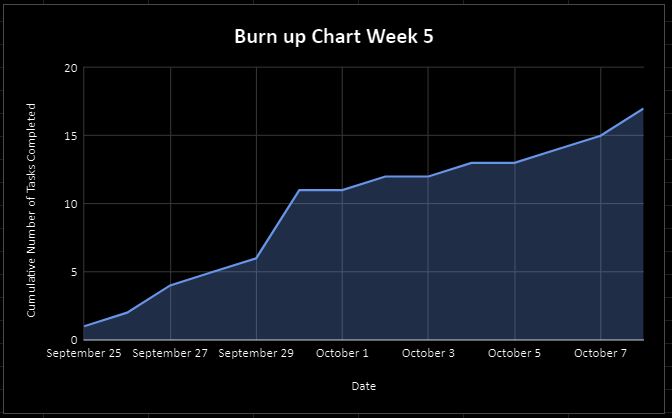 Burn up Chart Week 5
Cumulative Number of Tasks Completed
20
15
10
5
0
September 25 September 27 September 29 October 1 October 3 October 5 October 7
Date